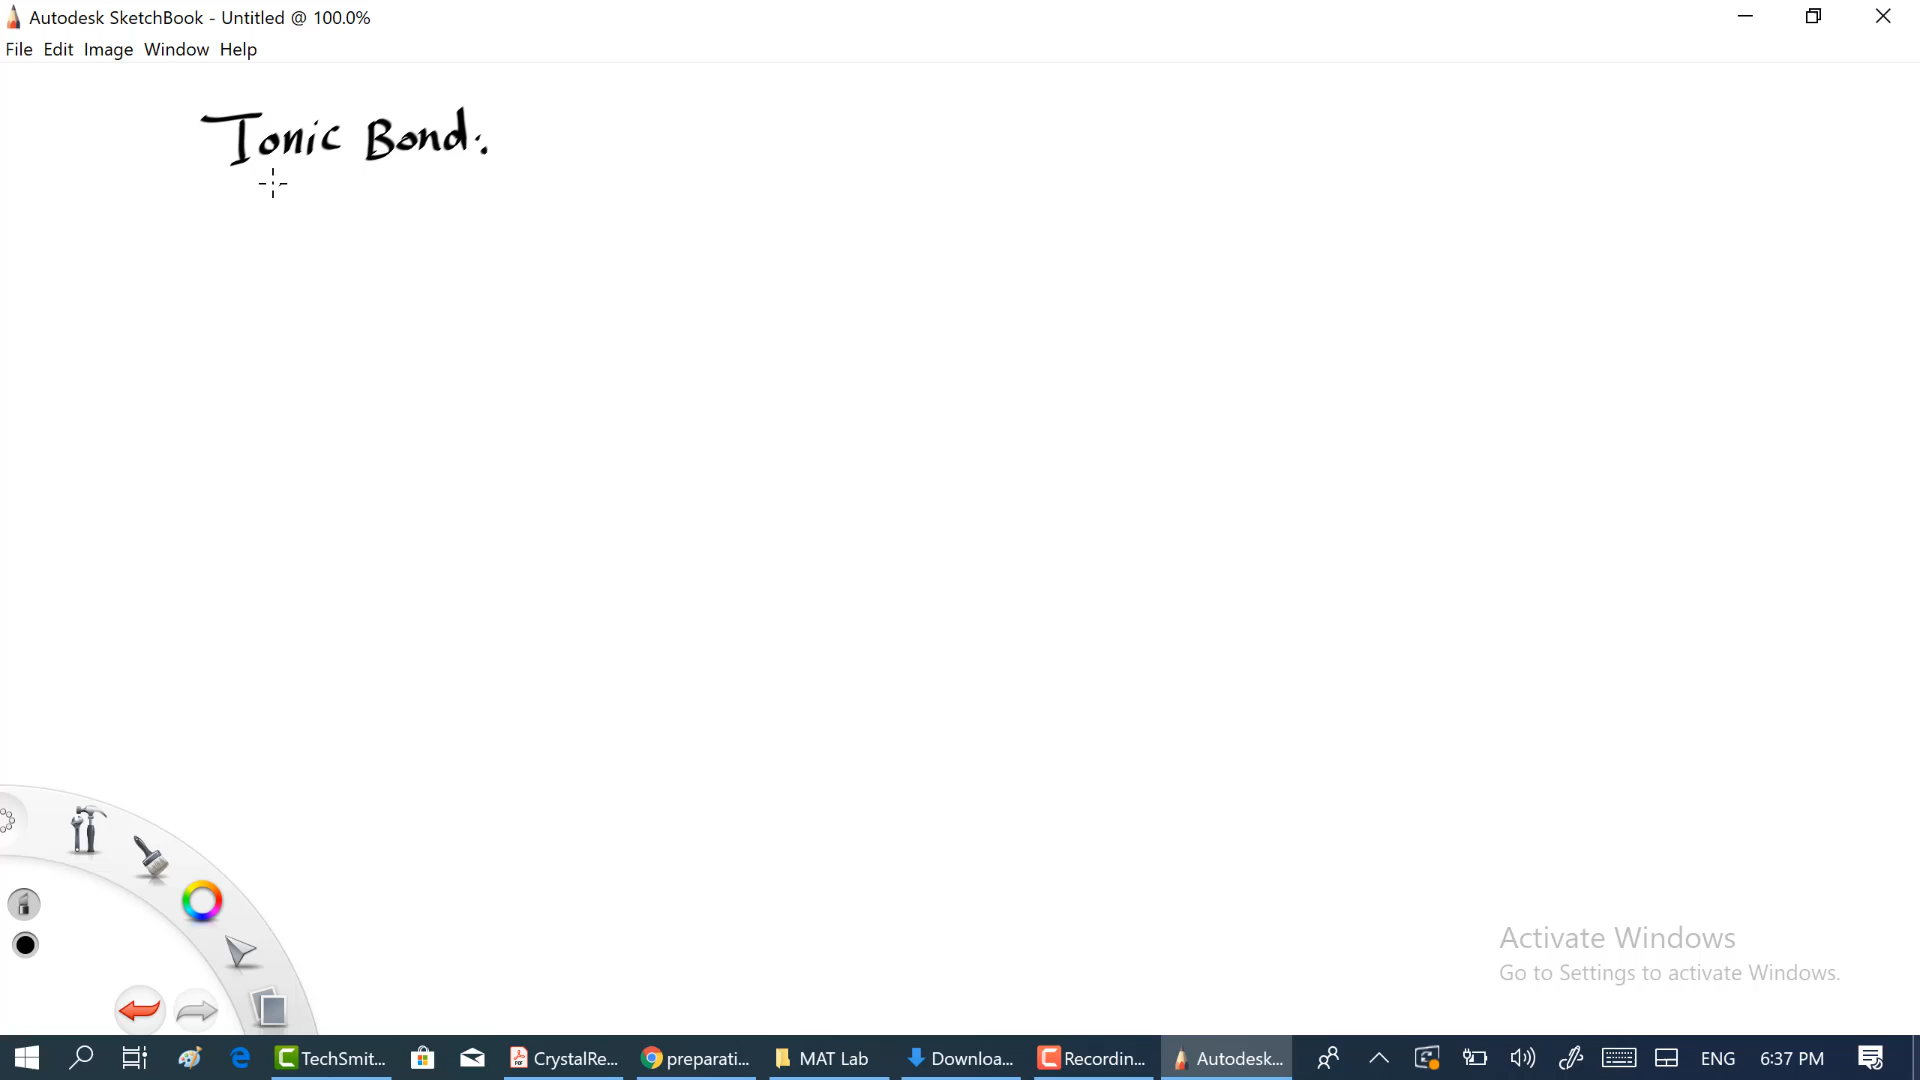 Autodesk SketchBook - Untitled @ 100.0%
File Edit Image Window Help
Ionic Bond:.
Activate Windows
Go to Settings to activate Windows.
TechSmit... CrystalRe... preparati... MAT Lab Downloa... Recordin... Autodesk... ENG 6:37 PM